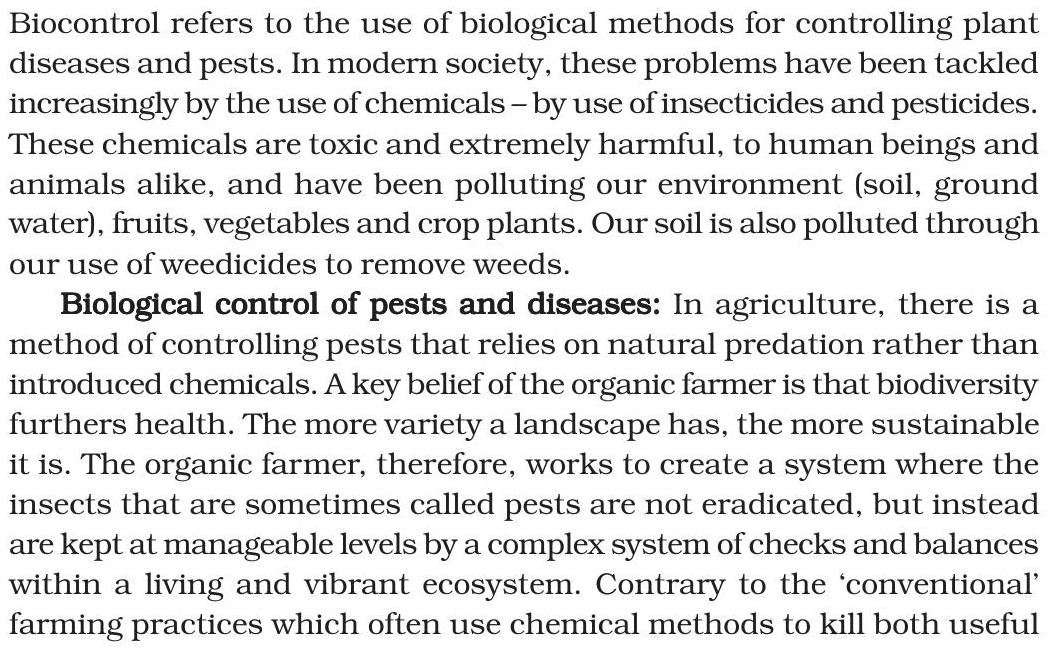 Biocontrol refers to the use of biological methods for controlling plant
diseases and pests. In modern society, these problems have been tackled
increasingly by the use of chemicals – by use of insecticides and pesticides.
These chemicals are toxic and extremely harmful, to human beings and
animals alike, and have been polluting our environment (soil, ground
water), fruits, vegetables and crop plants. Our soil is also polluted through
our use of weedicides to remove weeds.
Biological control of pests and diseases: In agriculture, there is a
method of controlling pests that relies on natural predation rather than
introduced chemicals. A key belief of the organic farmer is that biodiversity
furthers health. The more variety a landscape has, the more sustainable
it is. The organic farmer, therefore, works to create a system where the
insects that are sometimes called pests are not eradicated, but instead
are kept at manageable levels by a complex system of checks and balances
within a living and vibrant ecosystem. Contrary to the ‘conventional’
farming practices which often use chemical methods to kill both useful